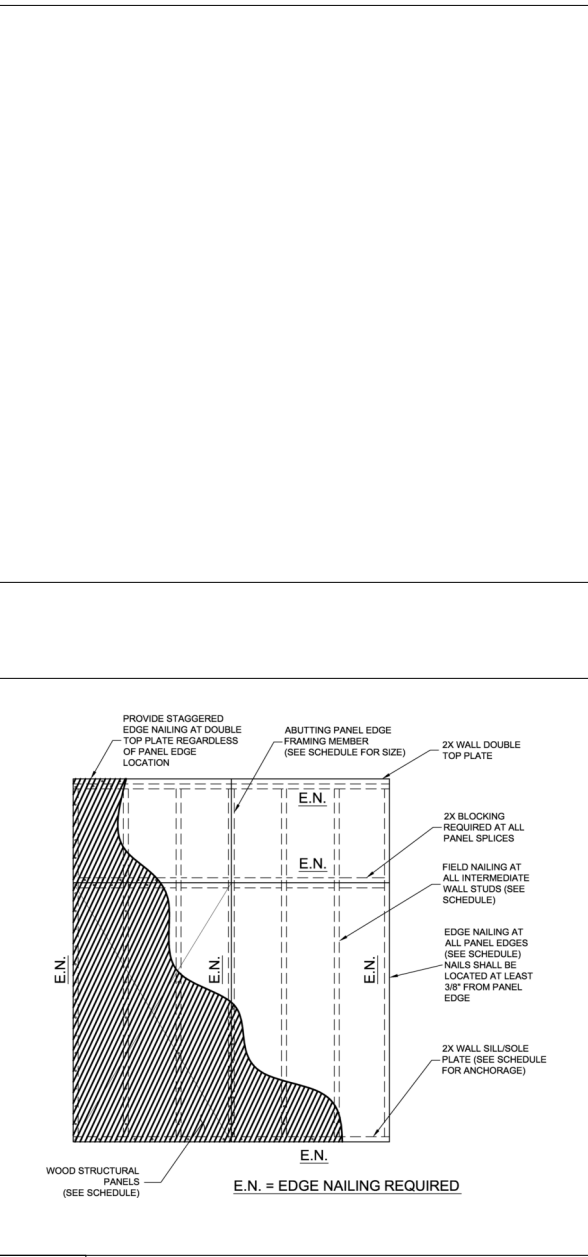 PROVIDE STAGGERED
EDGE NAILING AT DOUBLE
TOP PLATE REGARDLESS
OF PANEL EDGE
LOCATION
ABUTTING PANEL EDGE
FRAMING MEMBER
(SEE SCHEDULE FOR SIZE)
2X WALL DOUBLE
TOP PLATE
E.N.
2X BLOCKING
REQUIRED AT ALL
PANEL SPLICES
E.N.
FIELD NAILING AT
ALL INTERMEDIATE
WALL STUDS (SEE
SCHEDULE)
EDGE NAILING AT
ALL PANEL EDGES
(SEE SCHEDULE)
NAILS SHALL BE
LOCATED AT LEAST
3/8" FROM PANEL
EDGE
E.N.
E.N.
E.N.
2X WALL SILL/SOLE
PLATE (SEE SCHEDULE
FOR ANCHORAGE)
E.N.
WOOD STRUCTURAL
PANELS
(SEE SCHEDULE)
E.N. = EDGE NAILING REQUIRED